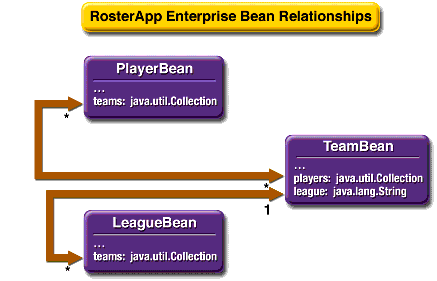 RosterApp Enterprise Bean Relationships
PlayerBean
...
teams: java.util.Collection
*
TeamBean
...
players: java.util.Collection
league: java.lang.String
*
1
LeagueBean
...
teams: java.util.Collection
*